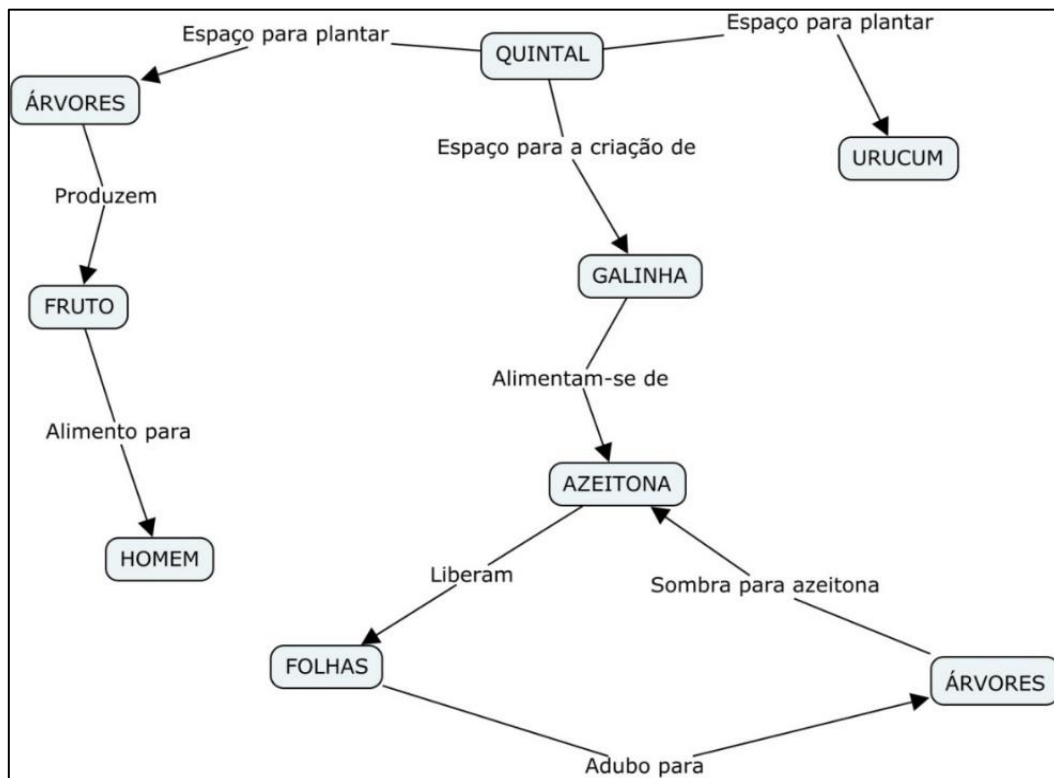 Espaço para plantar
QUINTAL
Espaço para plantar
ÁRVORES
Espaço para a criação de
URUCUM
Produzem
GALINHA
FRUTO
Alimentam-se de
Alimento para
AZEITONA
HOMEM
Liberam
Sombra para azeitona
FOLHAS
ÁRVORES
Adubo para